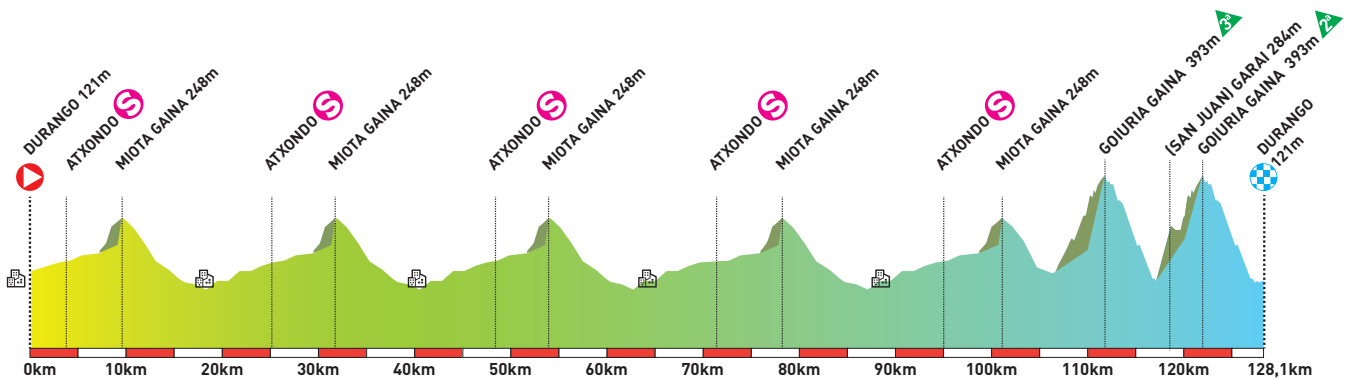 DURANGO 121m
ATXONDO S
MIOTA GAINA 248m
ATXONDO S
MIOTA GAINA 248m
ATXONDO S
MIOTA GAINA 248m
ATXONDO S
MIOTA GAINA 248m
ATXONDO S
MIOTA GAINA 248m
GOIURIA GAINA 393m 3ª
(SAN JUAN) GARAI 284m
GOIURIA GAINA 393m 2ª
DURANGO
121m
0km 10km 20km 30km 40km 50km 60km 70km 80km 90km 100km 110km 120km 128,1km